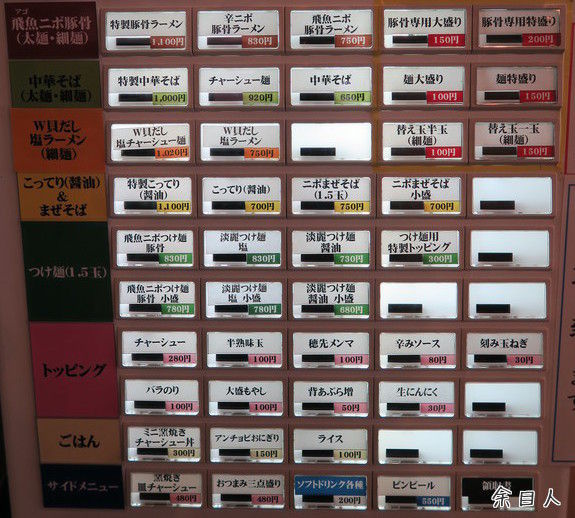 アゴ
飛魚ニボ豚骨
(太麺・細麺)
特製豚骨ラーメン
1,100円
辛ニボ
豚骨ラーメン
830円
飛魚ニボ
豚骨ラーメン
750円
豚骨専用大盛り
150円
豚骨専用特盛り
200円
中華そば
(太麺・細麺)
特製中華そば
1,000円
チャーシュー麺
920円
中華そば
650円
麺大盛り
100円
麺特盛り
150円
W貝だし
塩ラーメン
(細麺)
W貝だし
塩チャーシュー麺
1,020円
W貝だし
塩ラーメン
750円
替え玉半玉
(細麺)
100円
替え玉一玉
(細麺)
150円
こってり(醤油)
&
まぜそば
特製こってり
(醤油)
1,100円
こってり(醤油)
700円
ニボまぜそば
(1.5玉)
750円
ニボまぜそば
小盛
700円
つけ麺(1.5玉)
飛魚ニボつけ麺
豚骨
830円
淡麗つけ麺
塩
830円
淡麗つけ麺
醤油
730円
つけ麺用
特製トッピング
300円
飛魚ニボつけ麺
豚骨 小盛
780円
淡麗つけ麺
塩 小盛
780円
淡麗つけ麺
醤油 小盛
680円
トッピング
チャーシュー
280円
半熟味玉
100円
穂先メンマ
100円
辛みソース
80円
刻み玉ねぎ
30円
バラのり
100円
大盛もやし
100円
背あぶら増
50円
生にんにく
30円
ごはん
ミニ窯焼き
チャーシュー丼
300円
アンチョビおにぎり
150円
ライス
100円
サイドメニュー
窯焼き
皿チャーシュー
480円
おつまみ三点盛り
480円
ソフトドリンク各種
200円
ビンビール
550円
領収書
余目人